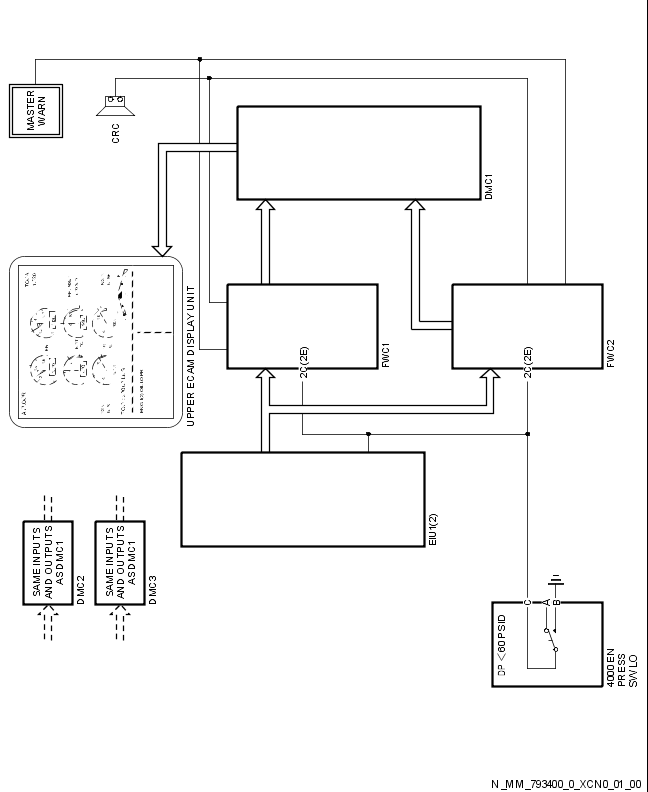 MASTER
WARN
CRC
DMC1
UPPER ECAM DISPLAY UNIT
FWC1
2C(2E)
FWC2
2C(2E)
EIU1(2)
SAME INPUTS
AND OUTPUTS
AS DMC1
DMC2
SAME INPUTS
AND OUTPUTS
AS DMC1
DMC3
C
A
B
DP <60 PSID
4000EN
PRESS
SW LO
N_MM_793400_0_XCN0_01_00